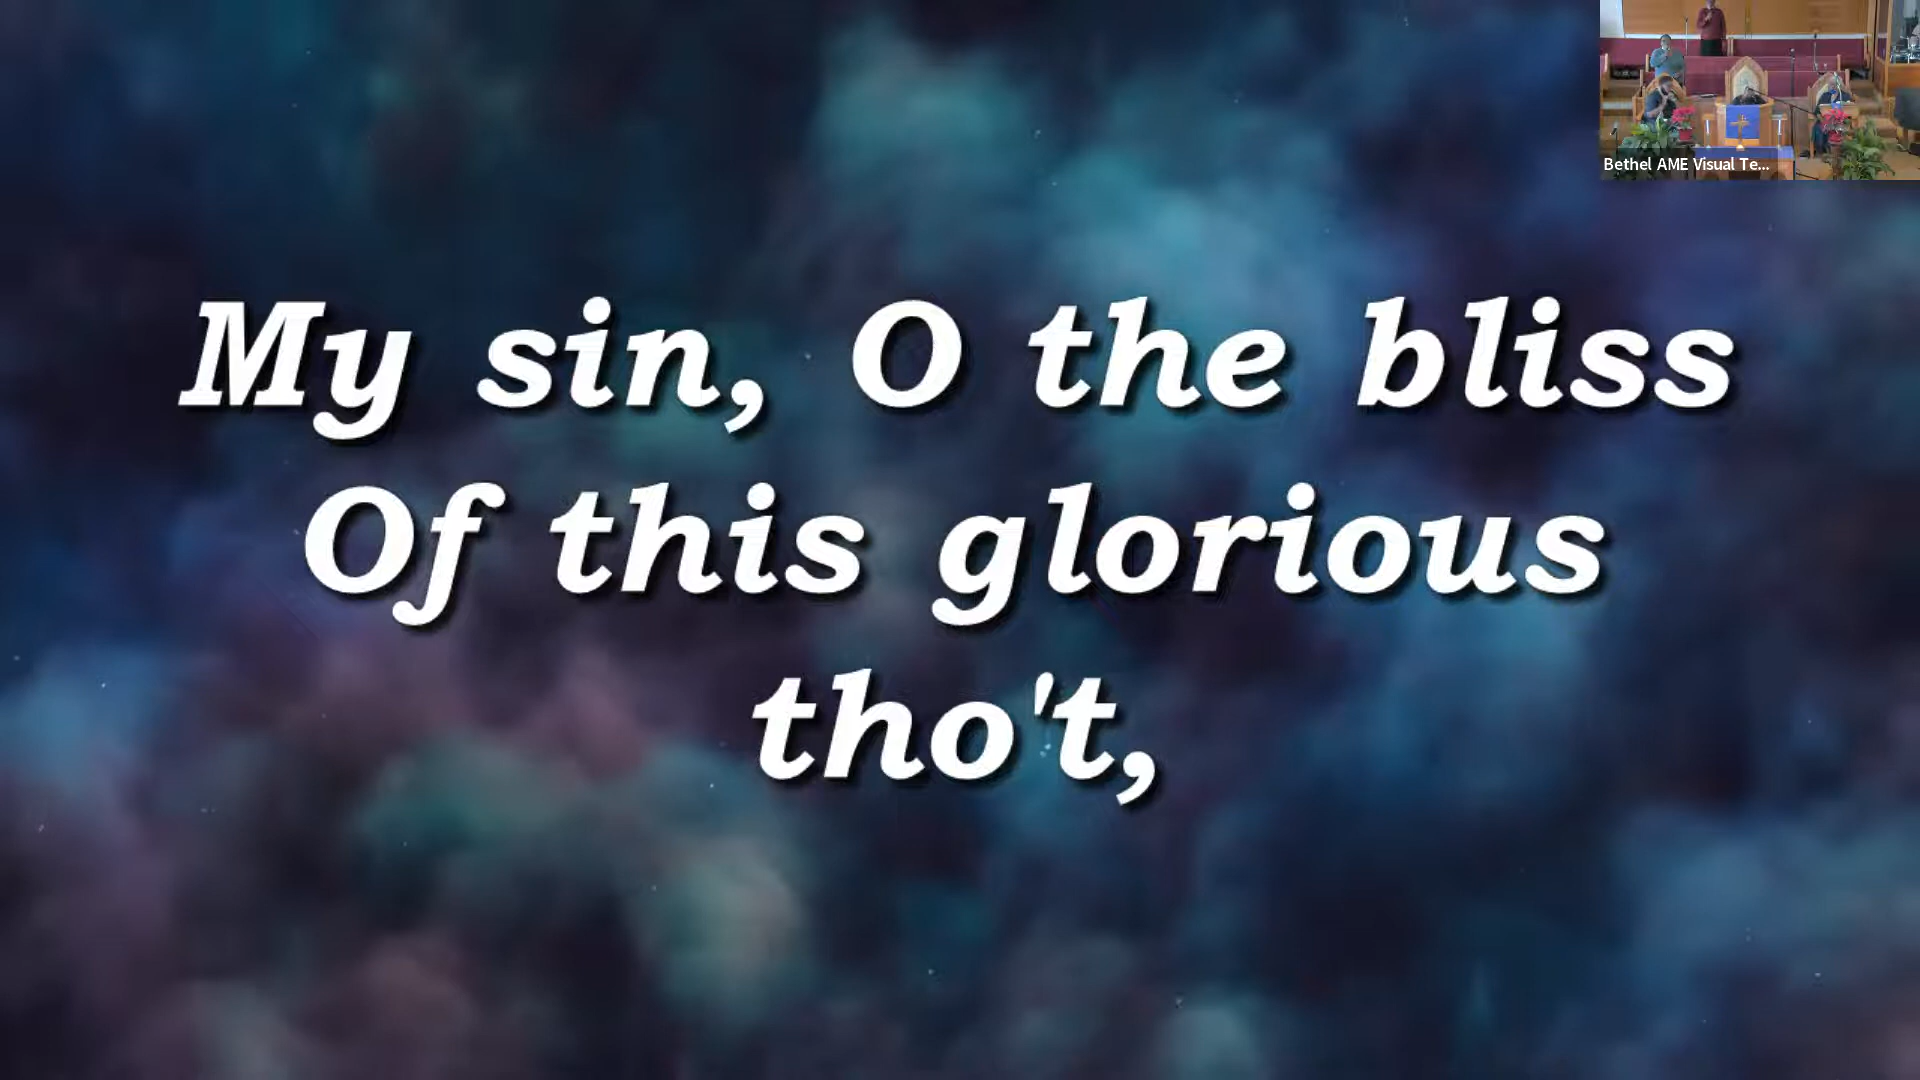 Bethel AME Visual Te...
My sin, O the bliss
Of this glorious
tho't,